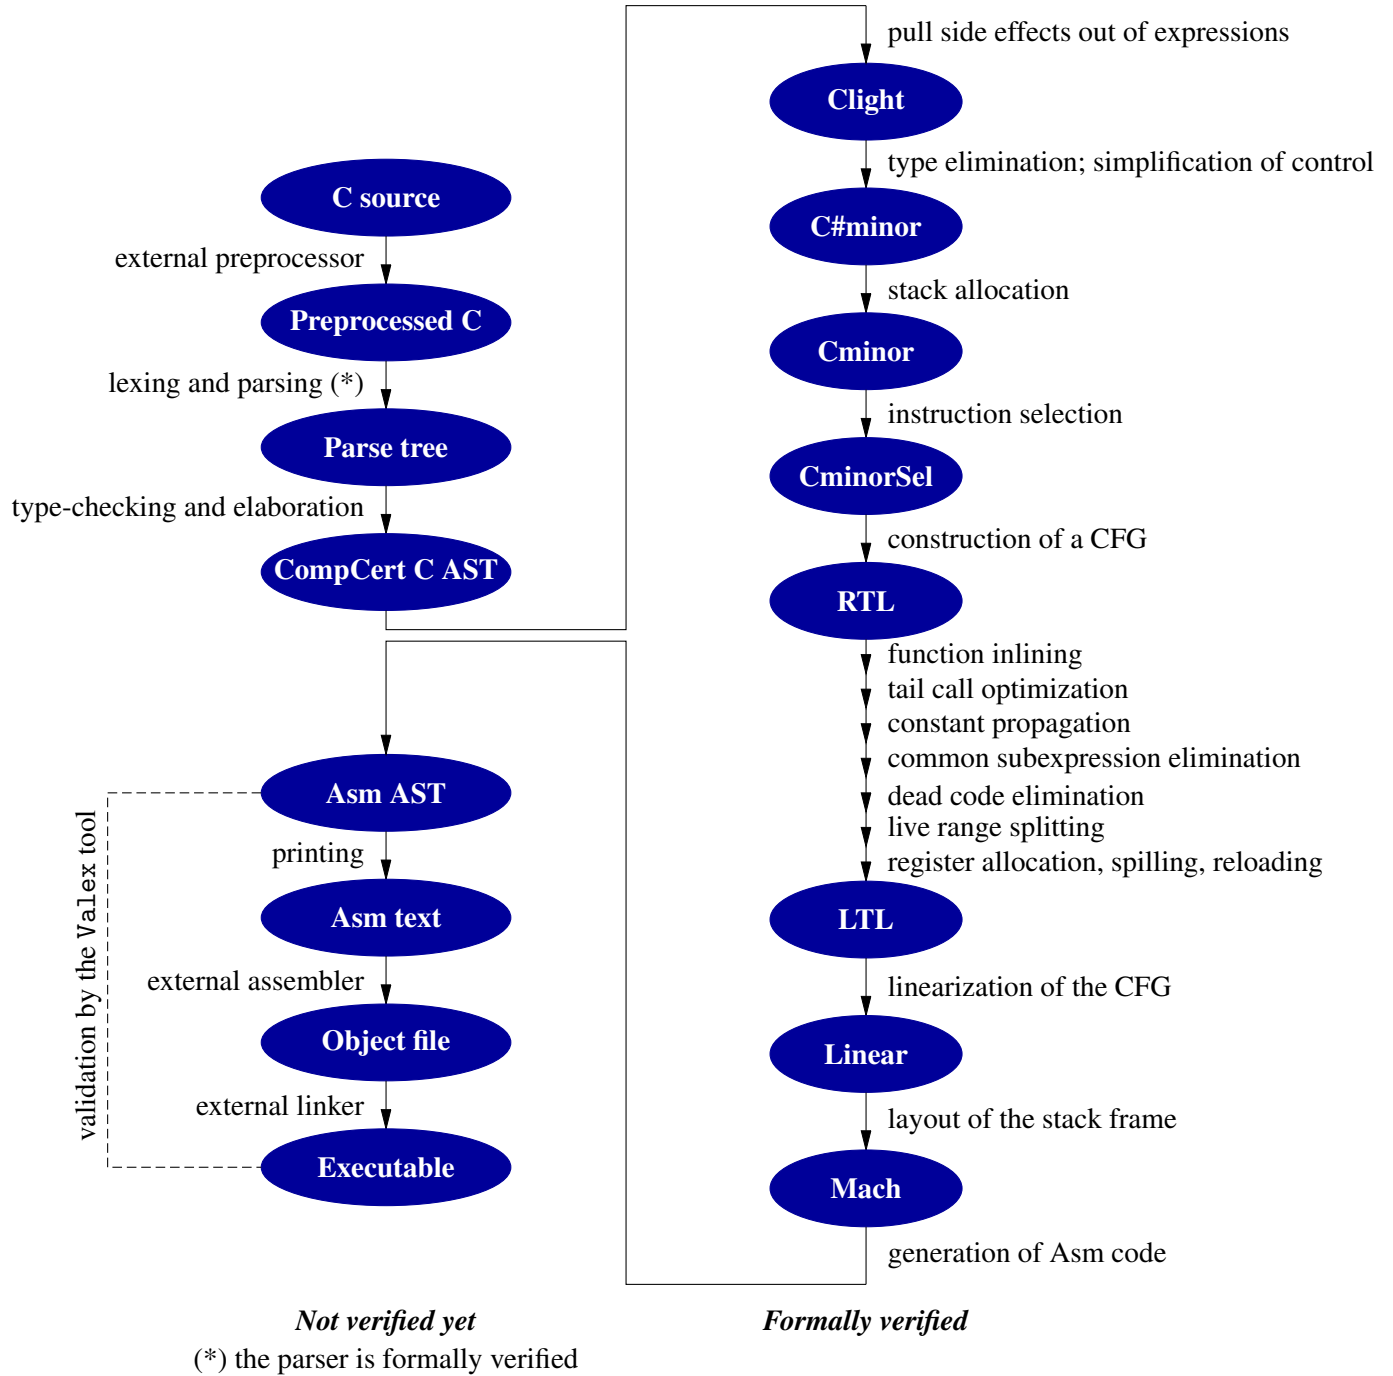 C source
external preprocessor
Preprocessed C
lexing and parsing (*)
Parse tree
type-checking and elaboration
CompCert C AST
pull side effects out of expressions
Clight
type elimination; simplification of control
C#minor
stack allocation
Cminor
instruction selection
CminorSel
construction of a CFG
RTL
function inlining
tail call optimization
constant propagation
common subexpression elimination
dead code elimination
live range splitting
register allocation, spilling, reloading
LTL
linearization of the CFG
Linear
layout of the stack frame
Mach
generation of Asm code
Asm AST
printing
Asm text
external assembler
Object file
external linker
Executable
validation by the Valex tool
Not verified yet
(*) the parser is formally verified
Formally verified